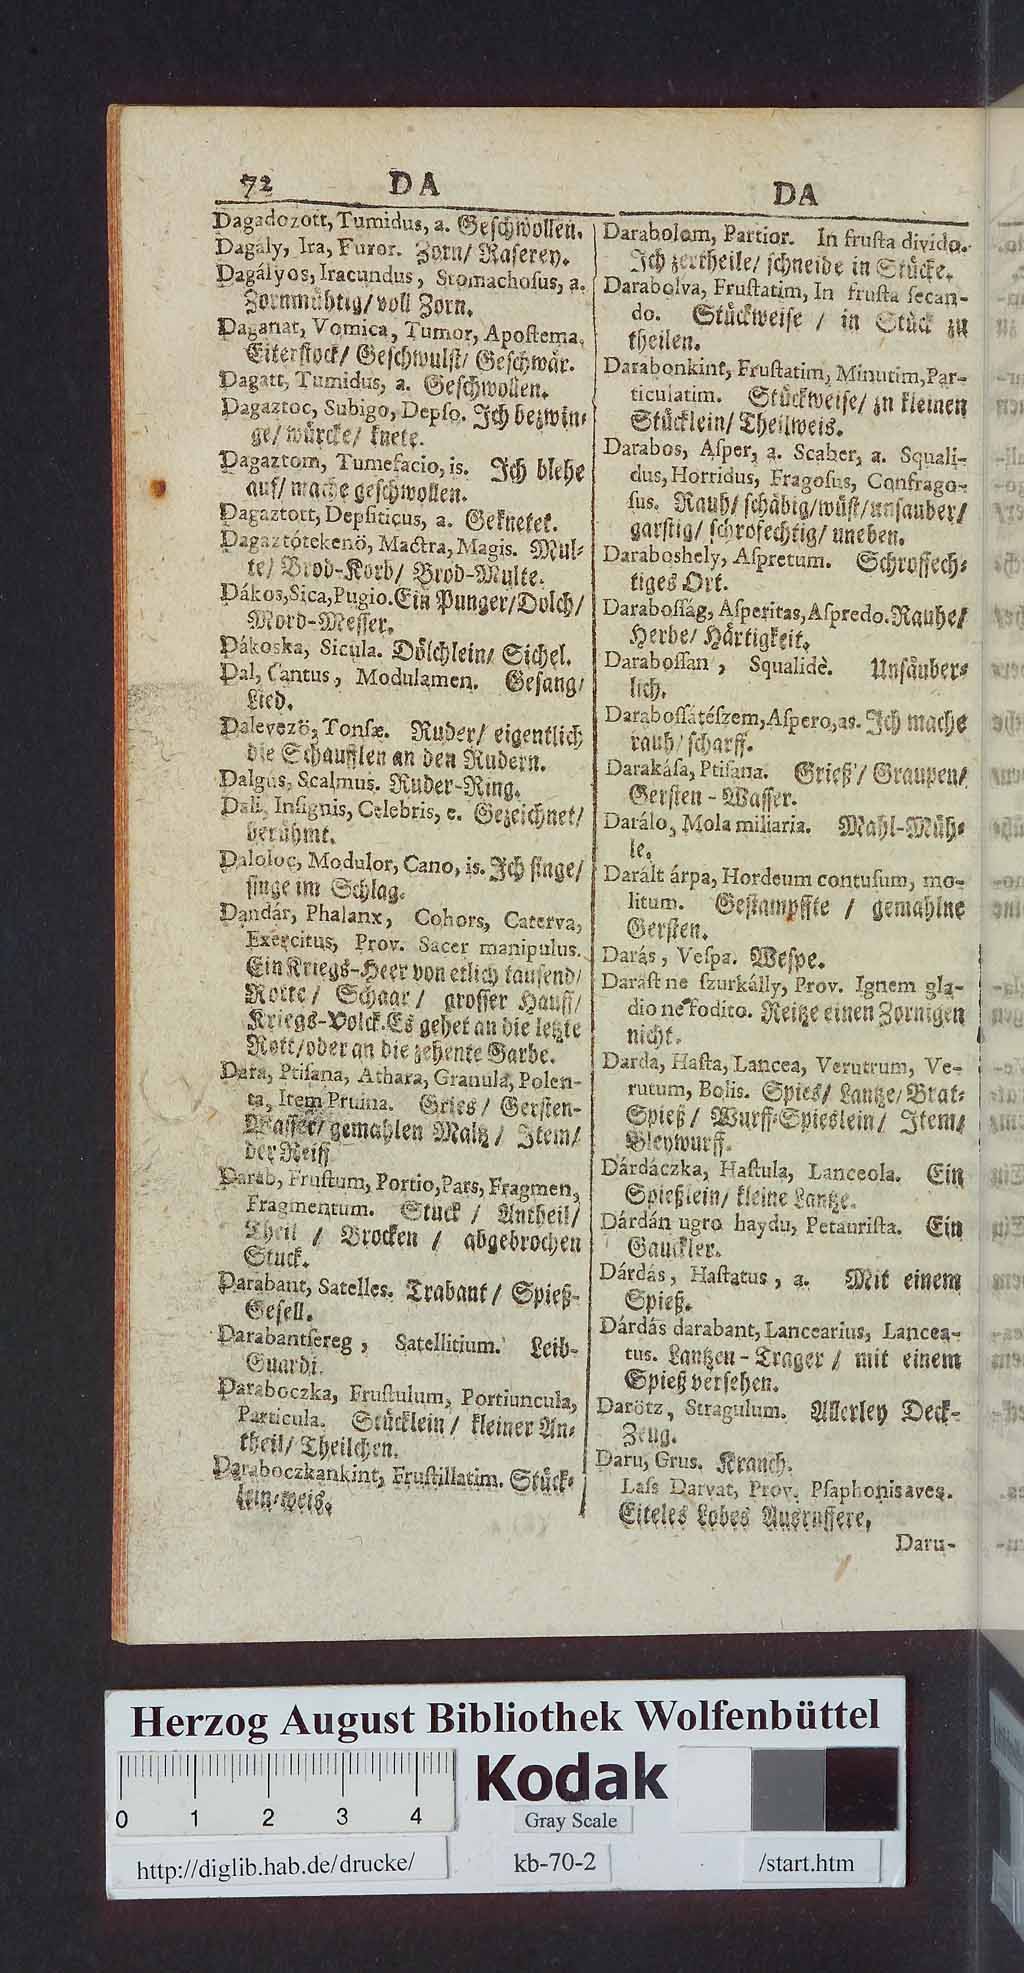 72 DA
Dagadozott, Tumidus, a. Geschwollen.
Dagály, Ira, Furor. Zorn/ Raserey.
Dagályos, Iracundus, Stomachosus, a.
Zornmühtig/ voll Zorn.
Daganat, Vomica, Tumor, Apostema.
Eiterstock/ Geschwulst/ Geschwär.
Dagatt, Tumidus, a. Geschwollen.
Dagaztoc, Subigo, Depso. Ich bezwin-
ge/ würcke/ knete.
Dagaztom, Tumefacio, is. Ich blehe
auf/ mache geschwollen.
Dagaztott, Depsiticus, a. Geknetet.
Dagaztótekenö, Mactra, Magis. Mul-
te/ Brod-Korb/ Brod-Multe.
Dákos, Sica, Pugio. Ein Punger/ Dolch/
Mord-Messer.
Dákoska, Sicula. Dölchlein/ Sichel.
Dal, Cantus, Modulamen. Gesang/
Lied.
Dalevezö, Tonsæ. Ruder/ eigentlich
die Schaufflen an den Rudern.
Dalgus, Scalmus. Ruder-Ring.
Dali, Insignis, Celebris, e. Gezeichnet/
berühmt.
Daloloc, Modulor, Cano, is. Ich singe/
singe im Schlag.
Dandár, Phalanx, Cohors, Caterva,
Exercitus, Prov. Sacer manipulus.
Ein Kriegs-Heer von etlich tausend/
Rotte/ Schaar/ grosser Hauff/
Kriegs-Volck. Es gehet an die letzte
Rott/ oder an die zehente Garbe.
Dara, Ptisana, Athara, Granula, Polen-
ta, Item Pruina. Gries/ Gersten-
Wasser/ gemahlen Maltz/ Item/
der Reiff
Darab, Frustum, Portio, Pars, Fragmen,
Fragmentum. Stuck/ Antheil/
Theil/ Brocken/ abgebrochen
Stuck.
Darabant, Satelles. Trabant/ Spieß-
Gesell.
Darabantsereg, Satellitium. Leib-
Guardi.
Daraboczka, Frustulum, Portiuncula,
Particula. Stücklein/ kleiner An-
theil/ Theilchen.
Daraboczkankint, Frustillatim. Stück-
lein-weis.
DA
Darabolom, Partior. In frusta divido.
Ich zertheile/ schneide in Stücke.
Darabolva, Frustatim, In frusta secan-
do. Stückweise / in Stück zu
theilen.
Darabonkint, Frustatim, Minutim, Par-
ticulatim. Stückweise/ zu kleinen
Stücklein/ Theilweis.
Darabos, Asper, a. Scaber, a. Squali-
dus, Horridus, Fragosus, Confrago-
sus. Rauh/ schäbig/ wüst/ unsauber/
garstig/ schrofechtig/ uneben.
Daraboshely, Aspretum. Schroffech-
tiges Ort.
Darabosság, Asperitas, Aspredo. Rauhe/
Herbe/ Härtigkeit.
Darabossan, Squalidè. Unsäuber-
lich.
Darabossátészem, Aspero, as. Ich mache
rauh/ scharff.
Darakása, Ptisana. Grieß/ Graupen/
Gersten-Wasser.
Daráló, Mola miliaria. Mahl-Müh-
le.
Darált árpa, Hordeum contusum, mo-
litum. Gestampffte / gemahlne
Gersten.
Darás, Vespa. Wespe.
Darást ne szurkálly, Prov. Ignem gla-
dio ne fodito. Reitze einen Zornigen
nicht.
Darda, Hasta, Lancea, Verutrum, Ve-
rutum, Bolis. Spies/ Lantze/ Brat-
Spieß/ Wurff-Spieslein/ Item/
Bleywurff.
Dárdáczka, Hastula, Lanceola. Ein
Spießlein/ kleine Lantze.
Dárdán ugro haydu, Petaurista. Ein
Gauckler.
Dárdás, Hastatus, a. Mit einem
Spieß.
Dárdás darabant, Lancearius, Lancea-
tus. Lantzen-Trager / mit einem
Spieß versehen.
Darötz, Stragulum. Allerley Deck-
Zeug.
Daru, Grus. Kranch.
Lass Darvat, Prov. Psaphonis aves.
Eiteles Lobes Ausruffere.
Daru-
Herzog August Bibliothek Wolfenbüttel
Kodak
0 1 2 3 4
Gray Scale
http://diglib.hab.de/drucke/
kb-70-2
/start.htm